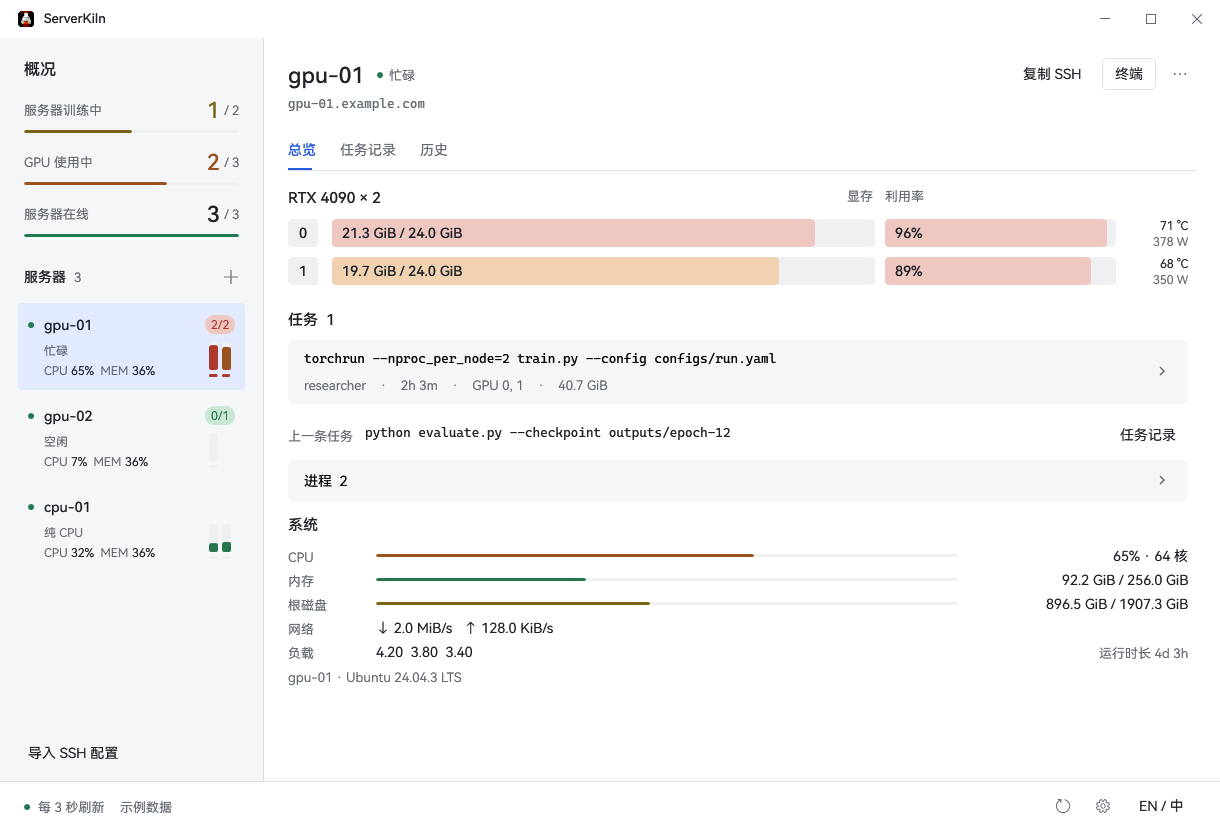 ServerKiln
概况
服务器训练中 1 / 2
GPU 使用中 2 / 3
服务器在线 3 / 3
服务器 3
gpu-01 2/2
忙碌
CPU 65% MEM 36%
gpu-02 0/1
空闲
CPU 7% MEM 36%
cpu-01
纯 CPU
CPU 32% MEM 36%
导入 SSH 配置
gpu-01 忙碌
gpu-01.example.com
复制 SSH 终端 ···
总览 任务记录 历史
RTX 4090 × 2 显存 利用率
0 21.3 GiB / 24.0 GiB 96% 71 ℃
378 W
1 19.7 GiB / 24.0 GiB 89% 68 ℃
350 W
任务 1
torchrun --nproc_per_node=2 train.py --config configs/run.yaml
researcher · 2h 3m · GPU 0, 1 · 40.7 GiB
上一条任务 python evaluate.py --checkpoint outputs/epoch-12 任务记录
进程 2
系统
CPU 65% · 64 核
内存 92.2 GiB / 256.0 GiB
根磁盘 896.5 GiB / 1907.3 GiB
网络 ↓ 2.0 MiB/s ↑ 128.0 KiB/s
负载 4.20 3.80 3.40 运行时长 4d 3h
gpu-01 · Ubuntu 24.04.3 LTS
每 3 秒刷新 示例数据 EN / 中